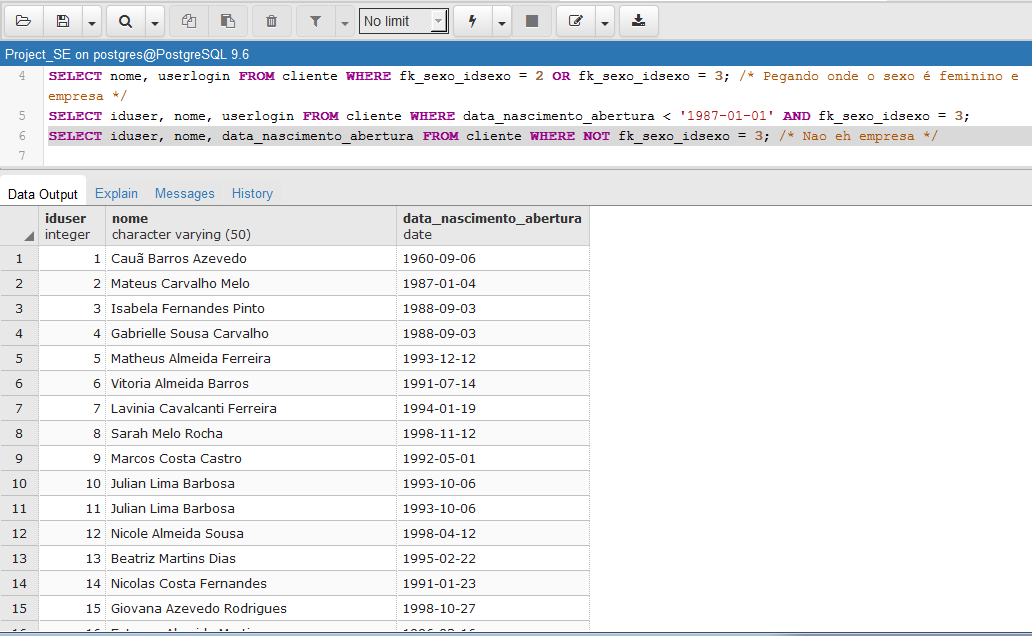 No limit
Project_SE on postgres@PostgreSQL 9.6
4 SELECT nome, userlogin FROM cliente WHERE fk_sexo_idsexo = 2 OR fk_sexo_idsexo = 3; /* Pegando onde o sexo é feminino e
empresa */
5 SELECT iduser, nome, userlogin FROM cliente WHERE data_nascimento_abertura < '1987-01-01' AND fk_sexo_idsexo = 3;
6 SELECT iduser, nome, data_nascimento_abertura FROM cliente WHERE NOT fk_sexo_idsexo = 3; /* Nao eh empresa */
7
Data Output Explain Messages History
iduser nome data_nascimento_abertura
integer character varying (50) date
1 1 Cauã Barros Azevedo 1960-09-06
2 2 Mateus Carvalho Melo 1987-01-04
3 3 Isabela Fernandes Pinto 1988-09-03
4 4 Gabrielle Sousa Carvalho 1988-09-03
5 5 Matheus Almeida Ferreira 1993-12-12
6 6 Vitoria Almeida Barros 1991-07-14
7 7 Lavinia Cavalcanti Ferreira 1994-01-19
8 8 Sarah Melo Rocha 1998-11-12
9 9 Marcos Costa Castro 1992-05-01
10 10 Julian Lima Barbosa 1993-10-06
11 11 Julian Lima Barbosa 1993-10-06
12 12 Nicole Almeida Sousa 1998-04-12
13 13 Beatriz Martins Dias 1995-02-22
14 14 Nicolas Costa Fernandes 1991-01-23
15 15 Giovana Azevedo Rodrigues 1998-10-27